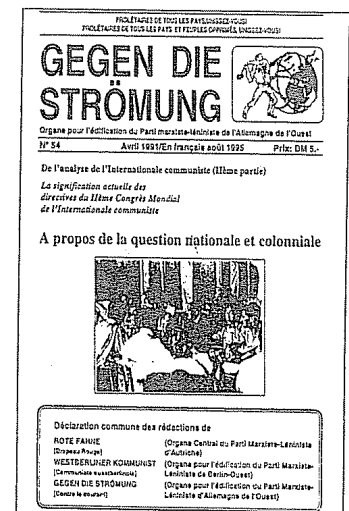 PROLÉTAIRES DE TOUS LES PAYS, UNISSEZ-VOUS!
PROLÉTAIRES DE TOUS LES PAYS ET PEUPLES OPPRIMÉS, UNISSEZ-VOUS!
GEGEN DIE
STRÖMUNG
Organe pour l'édification du Parti marxiste-léniniste de l'Allemagne de l'Ouest
N° 54 Avril 1991/En français août 1995 Prix: DM 5.-
De l'analyse de l'Internationale communiste (IIème partie)
La signification actuelle des
directives du IIème Congrès Mondial
de l'Internationale communiste
A propos de la question nationale et colonniale
Déclaration commune des rédactions de
ROTE FAHNE (Organe Central du Parti Marxiste-Léniniste
[Drapeau Rouge] d'Autriche)
WESTBERLINER KOMMUNIST (Organe pour l'édification du Parti Marxiste-
[Communiste ouestberlinois] Léniniste de Berlin-Ouest)
GEGEN DIE STRÖMUNG (Organe pour l'édification du Parti Marxiste-
[Contre le courant] Léniniste d'Allemagne de l'Ouest)